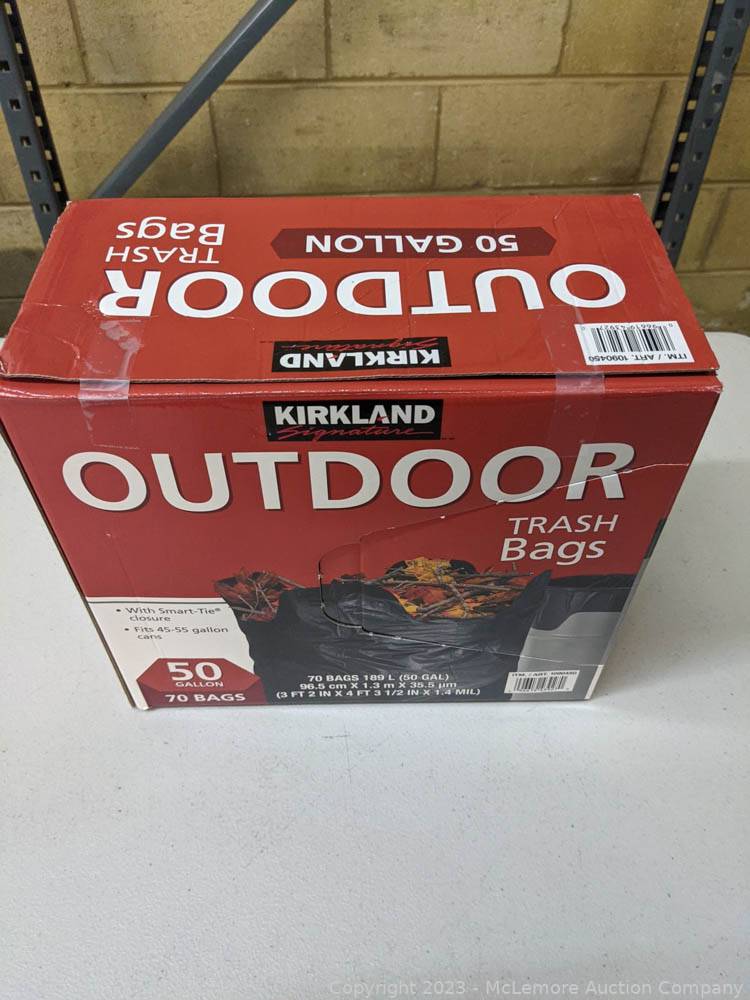 OUTDOOR
TRASH
Bags
50 GALLON
KIRKLAND
Signature
ITM. / ART. 1090450
KIRKLAND
Signature
OUTDOOR
TRASH
Bags
• With Smart-Tie®
closure
• Fits 45-55 gallon
cans
50
GALLON
70 BAGS
70 BAGS 189 L (50 GAL)
96.5 cm X 1.3 m X 35.5 µm
(3 FT 2 IN X 4 FT 3 1/2 IN X 1.4 MIL)
ITM. / ART. 1090450
Copyright 2023 - McLemore Auction Company